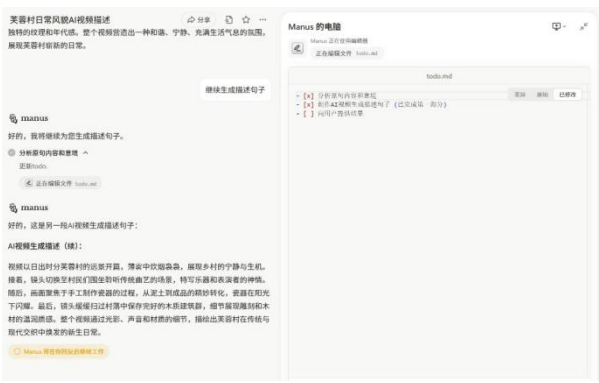 芙蓉村日常风貌AI视频描述
分享
独特的纹理和年代感。整个视频营造出一种和谐、宁静、充满生活气息的氛围，
展现芙蓉村崭新的日常。
继续生成描述句子
manus
好的，我将继续为您生成描述句子。
分析原句内容和意境
更新todo.
正在编辑文件 todo.md
manus
好的，这是另一段AI视频生成描述句子：
AI视频生成描述（续）：
视频以日出时分芙蓉村的远景开篇，薄雾中炊烟袅袅，展现乡村的宁静与生机。
接着，镜头切换至村民们围坐聆听传统曲艺的场景，特写乐器和表演者的神情。
随后，画面聚焦于手工制作瓷器的过程，从泥土到成品的精妙转化，瓷器在阳光
下闪耀。最后，镜头缓缓扫过村落中保存完好的木质建筑群，细节展现雕刻和木
材的温润质感。整个视频通过光影、声音和材质的细节，描绘出芙蓉村在传统与
现代交织中焕发的新生日常。
Manus 将在你回复后继续工作
Manus 的电脑
Manus 正在使用编辑器
正在编辑文件 todo.md
todo.md
差异 原始 已修改
- [x] 分析原句内容和意境
- [x] 创作AI视频生成描述句子（已完成第一部分）
- [ ] 向用户提供结果